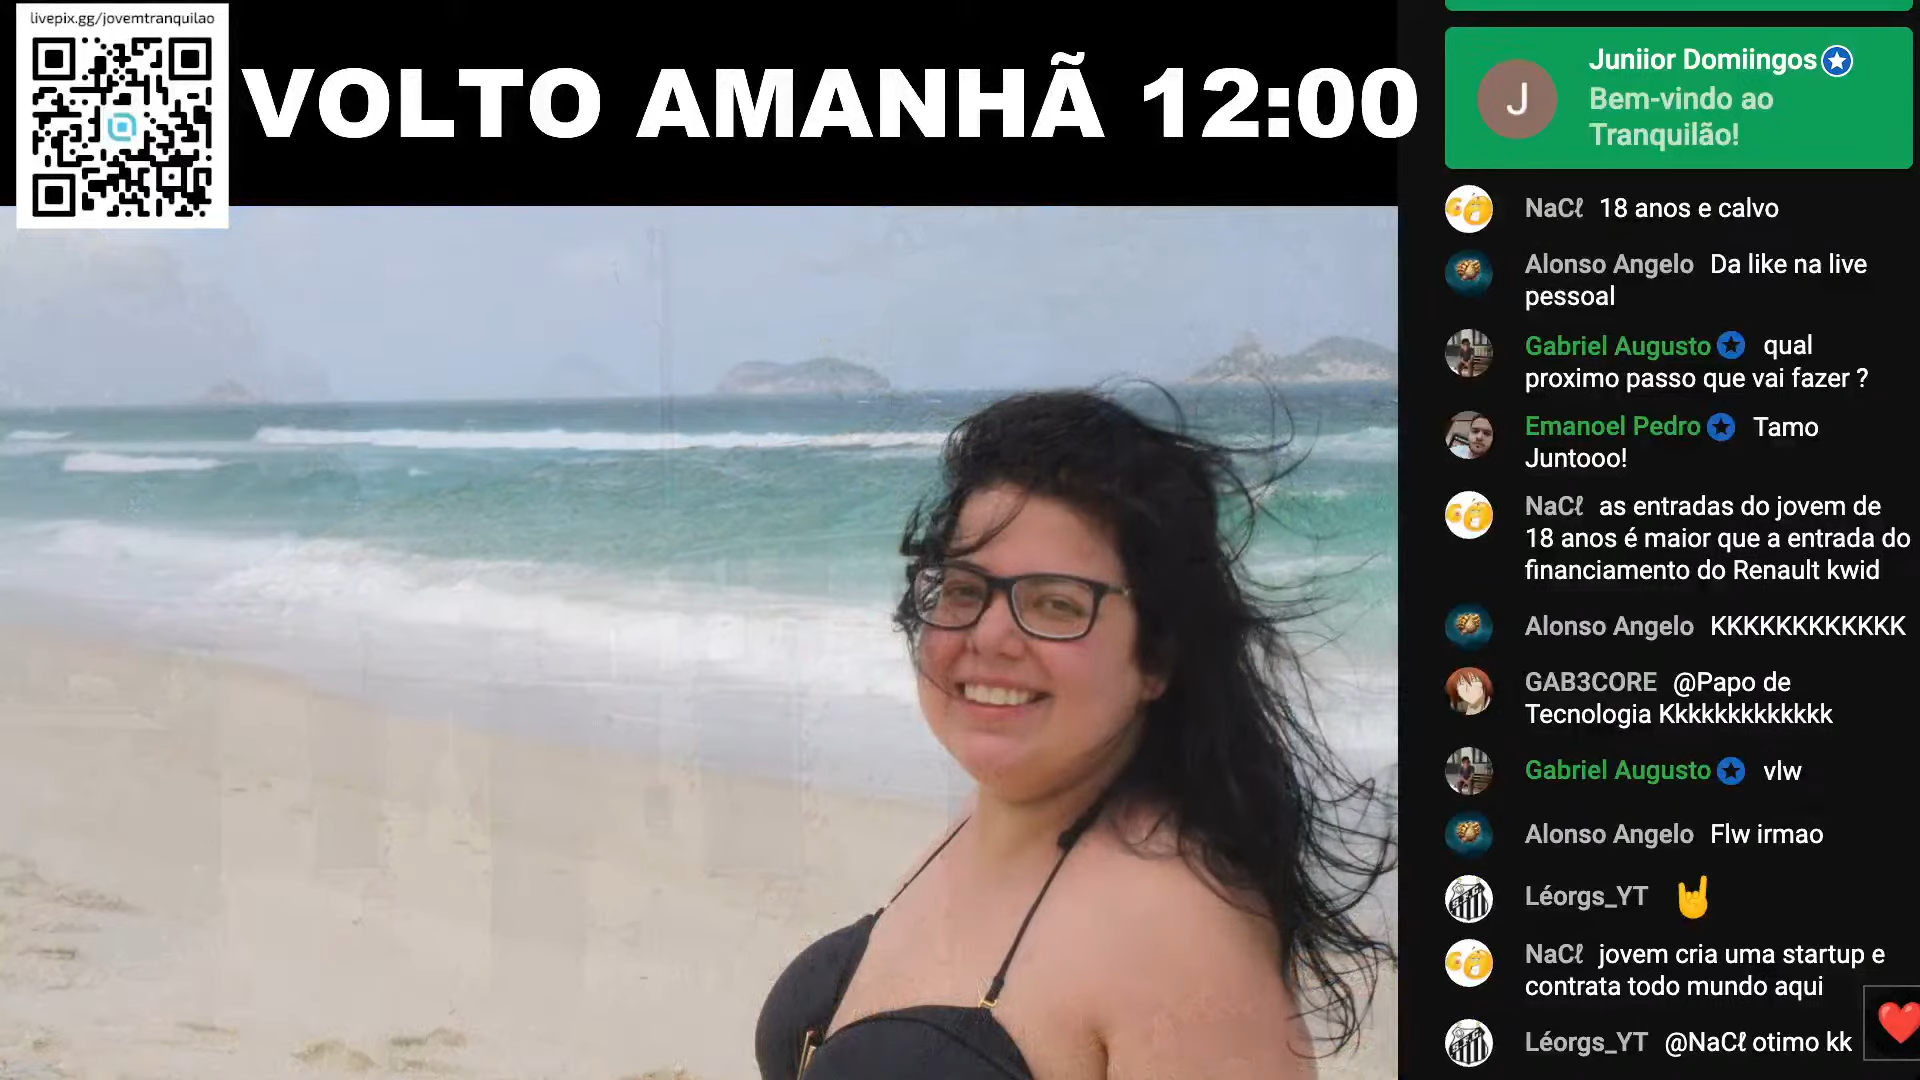 livepix.gg/jovemtranquilao
VOLTO AMANHÃ 12:00
Juniior Domiingos
Bem-vindo ao
Tranquilão!
J
NaCℓ 18 anos e calvo
Alonso Angelo Da like na live
pessoal
Gabriel Augusto qual
proximo passo que vai fazer ?
Emanoel Pedro Tamo
Juntooo!
NaCℓ as entradas do jovem de
18 anos é maior que a entrada do
financiamento do Renault kwid
Alonso Angelo KKKKKKKKKKKK
GAB3CORE @Papo de
Tecnologia Kkkkkkkkkkkkk
Gabriel Augusto vlw
Alonso Angelo Flw irmao
Léorgs_YT 🤘
NaCℓ jovem cria uma startup e
contrata todo mundo aqui
Léorgs_YT @NaCℓ otimo kk